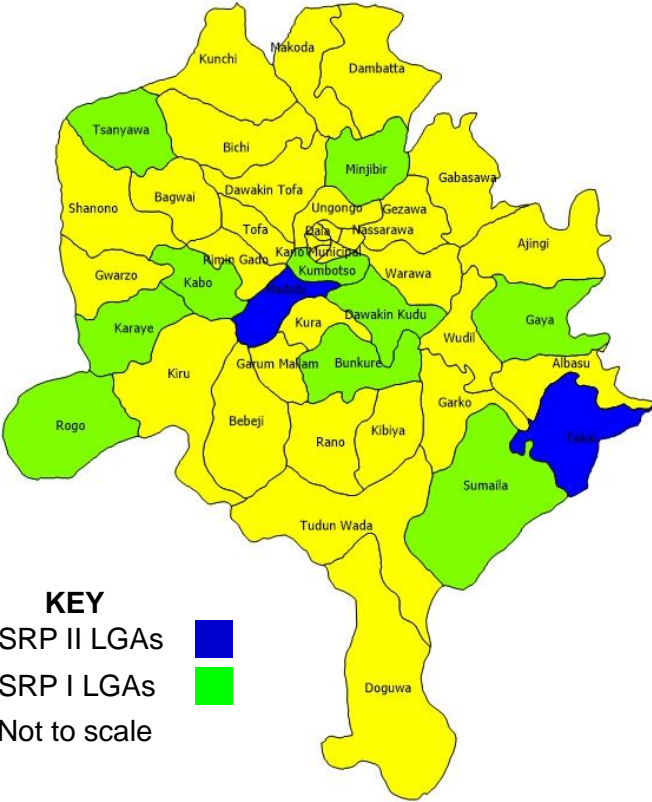 Kunchi
Makoda
Dambatta
Tsanyawa
Bichi
Minjibir
Gabasawa
Dawakin Tofa
Bagwai
Shanono
Ungongo
Gezawa
Tofa
Dala
Nassarawa
Ajingi
Kano Municipal
Rimin Gado
Kumbotso
Warawa
Gwarzo
Kabo
Madobi
Dawakin Kudu
Gaya
Kura
Karaye
Wudil
Garum Mallam
Bunkure
Albasu
Kiru
Garko
Bebeji
Rogo
Kibiya
Rano
Takai
Sumaila
Tudun Wada
Doguwa
KEY
SRP II LGAs
SRP I LGAs
Not to scale